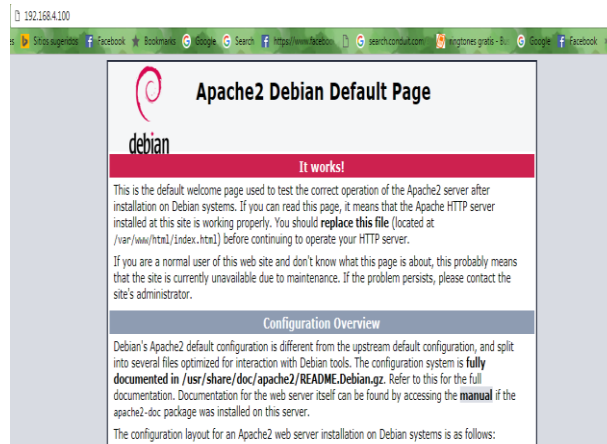 192.168.4.100
es Sitios sugeridos Facebook Bookmarks Google Search https://www.facebook search.conduit.com ringtones gratis - Bu Google Facebook
Apache2 Debian Default Page
debian
It works!
This is the default welcome page used to test the correct operation of the Apache2 server after
installation on Debian systems. If you can read this page, it means that the Apache HTTP server
installed at this site is working properly. You should replace this file (located at
/var/www/html/index.html) before continuing to operate your HTTP server.
If you are a normal user of this web site and don't know what this page is about, this probably means
that the site is currently unavailable due to maintenance. If the problem persists, please contact the
site's administrator.
Configuration Overview
Debian's Apache2 default configuration is different from the upstream default configuration, and split
into several files optimized for interaction with Debian tools. The configuration system is fully
documented in /usr/share/doc/apache2/README.Debian.gz. Refer to this for the full
documentation. Documentation for the web server itself can be found by accessing the manual if the
apache2-doc package was installed on this server.
The configuration layout for an Apache2 web server installation on Debian systems is as follows: